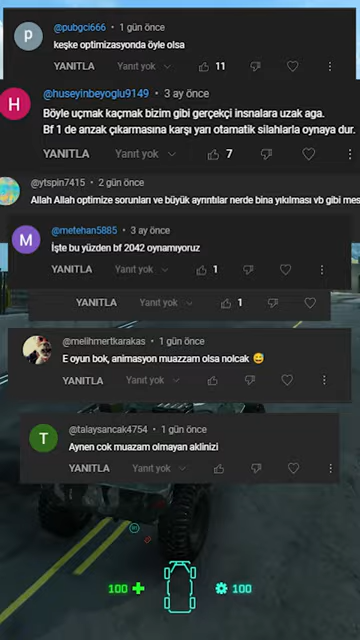 p
@pubgci666 • 1 gün önce
keşke optimizasyonda öyle olsa
YANITLA Yanıt yok 11
H
@huseyinbeyoglu9149 • 3 ay önce
Böyle uçmak kaçmak bizim gibi gerçekçi insnalara uzak aga.
Bf 1 de arızak çıkarmasına karşı yarı otamatik silahlarla oynaya dur.
YANITLA Yanıt yok 7
@ytspin7415 • 2 gün önce
Allah Allah optimize sorunları ve büyük ayrıntılar nerde bina yıkılması vb gibi mes
M
@metehan5885 • 3 ay önce
İşte bu yüzden bf 2042 oynamıyoruz
YANITLA Yanıt yok 1
YANITLA Yanıt yok 1
@melihmertkarakas • 1 gün önce
E oyun bok, animasyon muazzam olsa nolcak 😅
YANITLA Yanıt yok
T
@talaysancak4754 • 1 gün önce
Aynen cok muazam olmayan aklinizi
YANITLA Yanıt yok
100 100